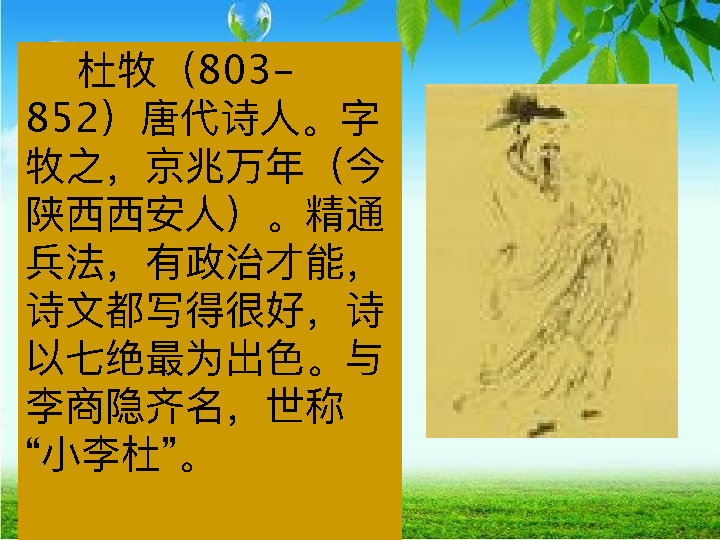 杜牧（803-
852）唐代诗人。字
牧之，京兆万年（今
陕西西安人）。精通
兵法，有政治才能，
诗文都写得很好，诗
以七绝最为出色。与
李商隐齐名，世称
“小李杜”。